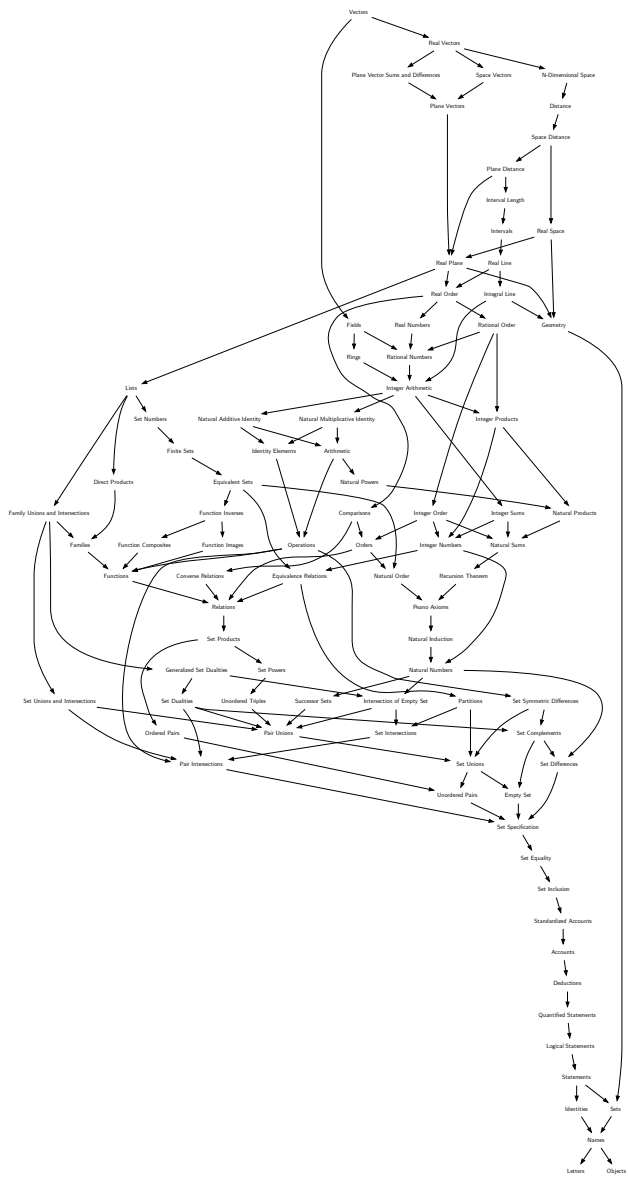 Vectors
Real Vectors
Plane Vector Sums and Differences
Space Vectors
N-Dimensional Space
Plane Vectors
Distance
Space Distance
Plane Distance
Interval Length
Intervals
Real Space
Real Plane
Real Line
Real Order
Integral Line
Fields
Real Numbers
Rational Order
Geometry
Rings
Rational Numbers
Lists
Integer Arithmetic
Set Numbers
Natural Additive Identity
Natural Multiplicative Identity
Integer Products
Finite Sets
Identity Elements
Arithmetic
Direct Products
Equivalent Sets
Natural Powers
Family Unions and Intersections
Function Inverses
Comparisons
Integer Order
Integer Sums
Natural Products
Families
Function Composites
Function Images
Operations
Orders
Integer Numbers
Natural Sums
Functions
Converse Relations
Equivalence Relations
Natural Order
Recursion Theorem
Relations
Peano Axioms
Set Products
Natural Induction
Generalized Set Dualities
Set Powers
Natural Numbers
Set Unions and Intersections
Set Dualities
Unordered Triples
Successor Sets
Intersection of Empty Set
Partitions
Set Symmetric Differences
Ordered Pairs
Pair Unions
Set Intersections
Set Complements
Pair Intersections
Set Unions
Set Differences
Unordered Pairs
Empty Set
Set Specification
Set Equality
Set Inclusion
Standardized Accounts
Accounts
Deductions
Quantified Statements
Logical Statements
Statements
Identities
Sets
Names
Letters
Objects